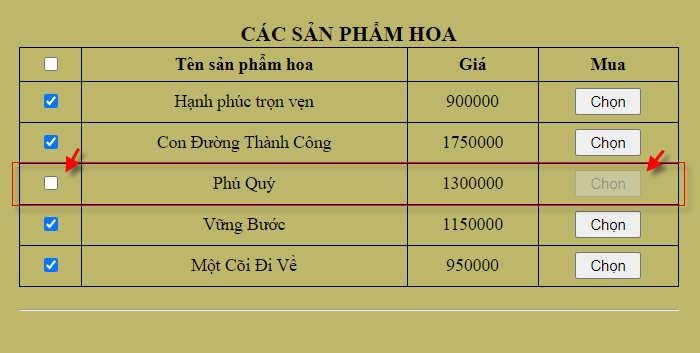 CÁC SẢN PHẨM HOA
Tên sản phẩm hoa Giá Mua
Hạnh phúc trọn vẹn 900000 Chọn
Con Đường Thành Công 1750000 Chọn
Phú Quý 1300000 Chọn
Vững Bước 1150000 Chọn
Một Cõi Đi Về 950000 Chọn